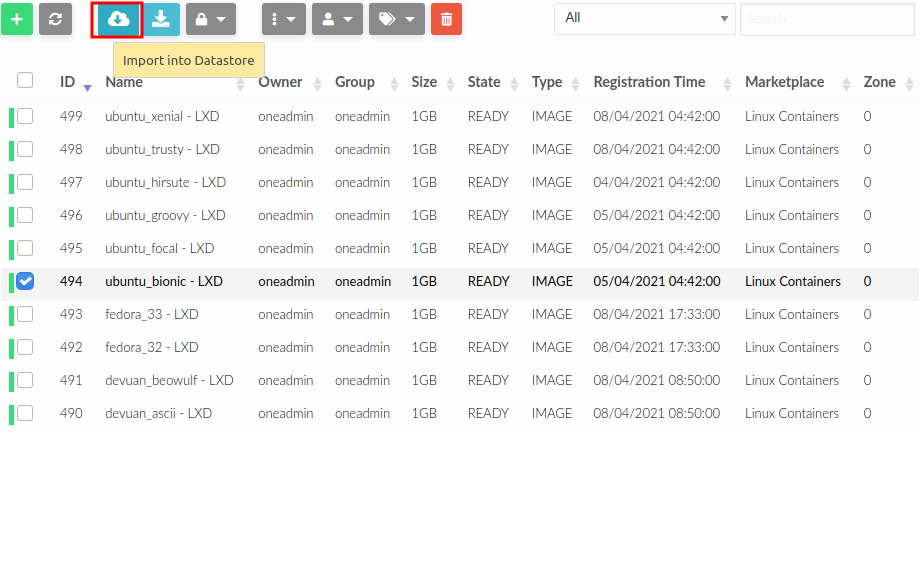 All
Search
Import into Datastore
ID Name Owner Group Size State Type Registration Time Marketplace Zone
499 ubuntu_xenial - LXD oneadmin oneadmin 1GB READY IMAGE 08/04/2021 04:42:00 Linux Containers 0
498 ubuntu_trusty - LXD oneadmin oneadmin 1GB READY IMAGE 08/04/2021 04:42:00 Linux Containers 0
497 ubuntu_hirsute - LXD oneadmin oneadmin 1GB READY IMAGE 04/04/2021 04:42:00 Linux Containers 0
496 ubuntu_groovy - LXD oneadmin oneadmin 1GB READY IMAGE 05/04/2021 04:42:00 Linux Containers 0
495 ubuntu_focal - LXD oneadmin oneadmin 1GB READY IMAGE 05/04/2021 04:42:00 Linux Containers 0
494 ubuntu_bionic - LXD oneadmin oneadmin 1GB READY IMAGE 05/04/2021 04:42:00 Linux Containers 0
493 fedora_33 - LXD oneadmin oneadmin 1GB READY IMAGE 08/04/2021 17:33:00 Linux Containers 0
492 fedora_32 - LXD oneadmin oneadmin 1GB READY IMAGE 08/04/2021 17:33:00 Linux Containers 0
491 devuan_beowulf - LXD oneadmin oneadmin 1GB READY IMAGE 08/04/2021 08:50:00 Linux Containers 0
490 devuan_ascii - LXD oneadmin oneadmin 1GB READY IMAGE 08/04/2021 08:50:00 Linux Containers 0